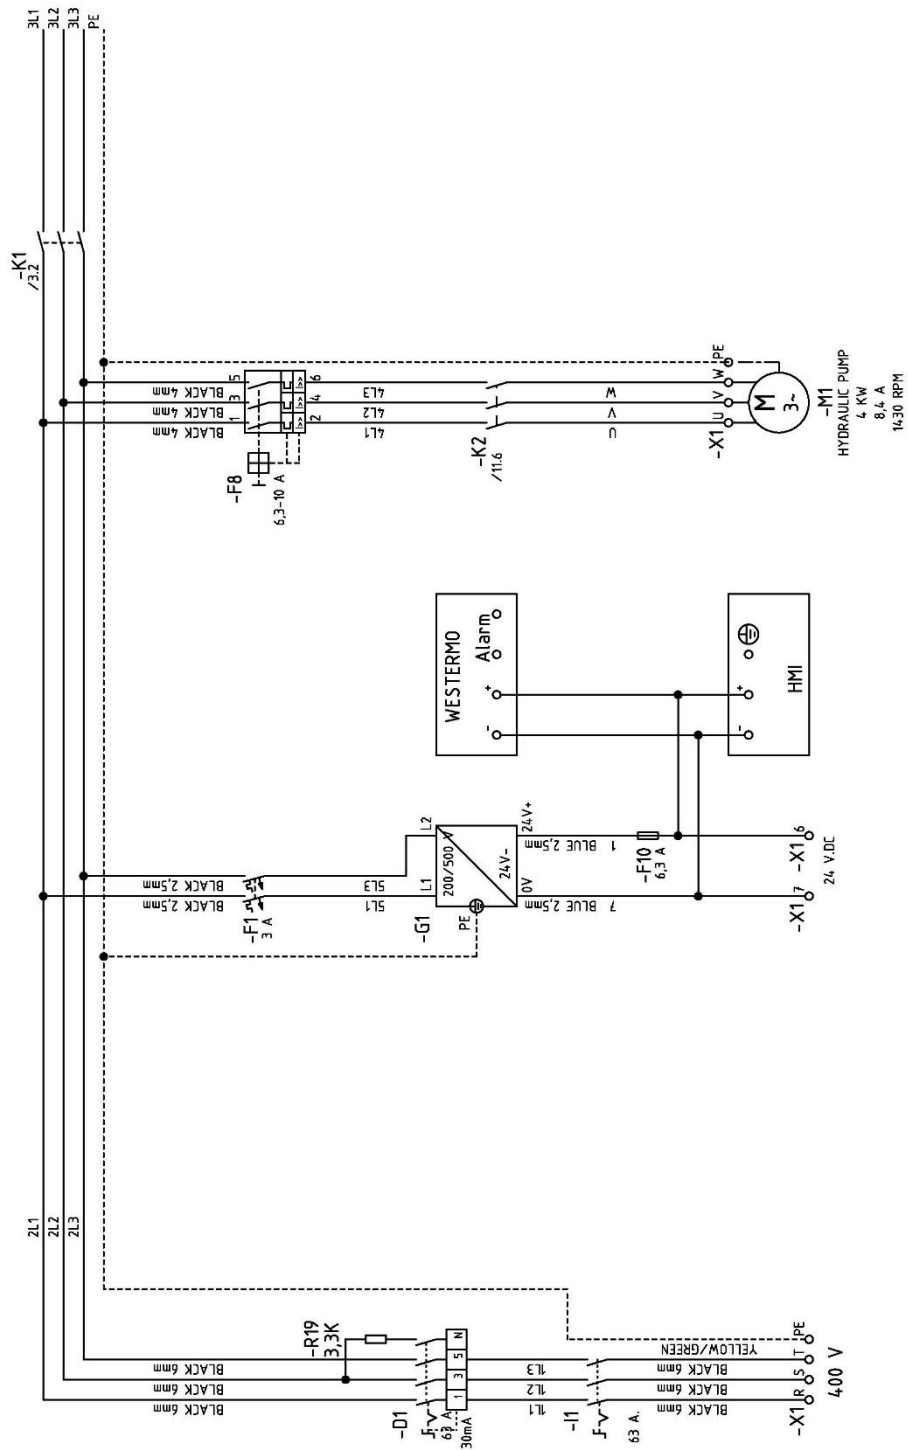 3L1
3L2
3L3
PE
-K1
/3.2
2L1
2L2
2L3
BLACK 6mm
BLACK 6mm
BLACK 6mm
-R19
3,3K
-D1
63 A
30mA
1
3
5
N
1L1
1L2
1L3
-I1
63 A.
BLACK 6mm
BLACK 6mm
BLACK 6mm
YELLOW/GREEN
-X1
R
S
T
PE
400 V
BLACK 2,5mm
BLACK 2,5mm
-F1
3 A
5L1
5L3
-G1
L1
L2
200/500 V
24V-
PE
0V
24V+
7 BLUE 2,5mm
1 BLUE 2,5mm
-F10
6,3 A
-X1 7
-X1 6
24 V.DC
WESTERMO
Alarm
-
+
-
+
HMI
BLACK 4mm
BLACK 4mm
BLACK 4mm
1
3
5
-F8
6,3-10 A
2
4
6
4L1
4L2
4L3
-K2
/11.6
U
V
W
-X1
U
V
W
PE
M
3~
-M1
HYDRAULIC PUMP
4 KW
8,4 A
1430 RPM